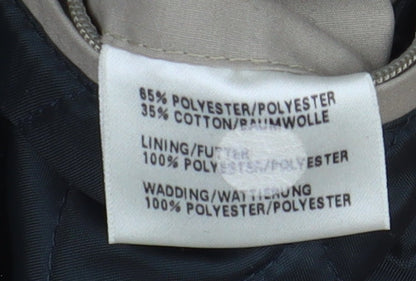 65% POLYESTER/POLYESTER
35% COTTON/BAUMWOLLE
LINING/FUTTER
100% POLYESTER/POLYESTER
WADDING/WATTIERUNG
100% POLYESTER/POLYESTER